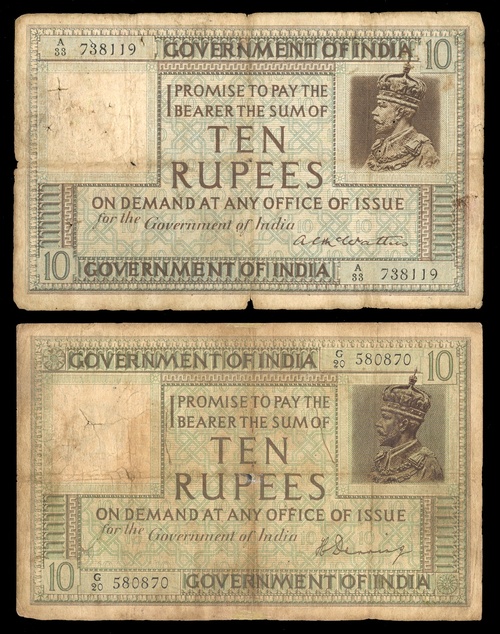 A/33 738119 GOVERNMENT OF INDIA 10
I PROMISE TO PAY THE
BEARER THE SUM OF
TEN
RUPEES
ON DEMAND AT ANY OFFICE OF ISSUE
for the Government of India
A C McWatters
10 GOVERNMENT OF INDIA A/33 738119
GOVERNMENT OF INDIA G/20 580870 10
I PROMISE TO PAY THE
BEARER THE SUM OF
TEN
RUPEES
ON DEMAND AT ANY OFFICE OF ISSUE
for the Government of India
H Denning
10 G/20 580870 GOVERNMENT OF INDIA